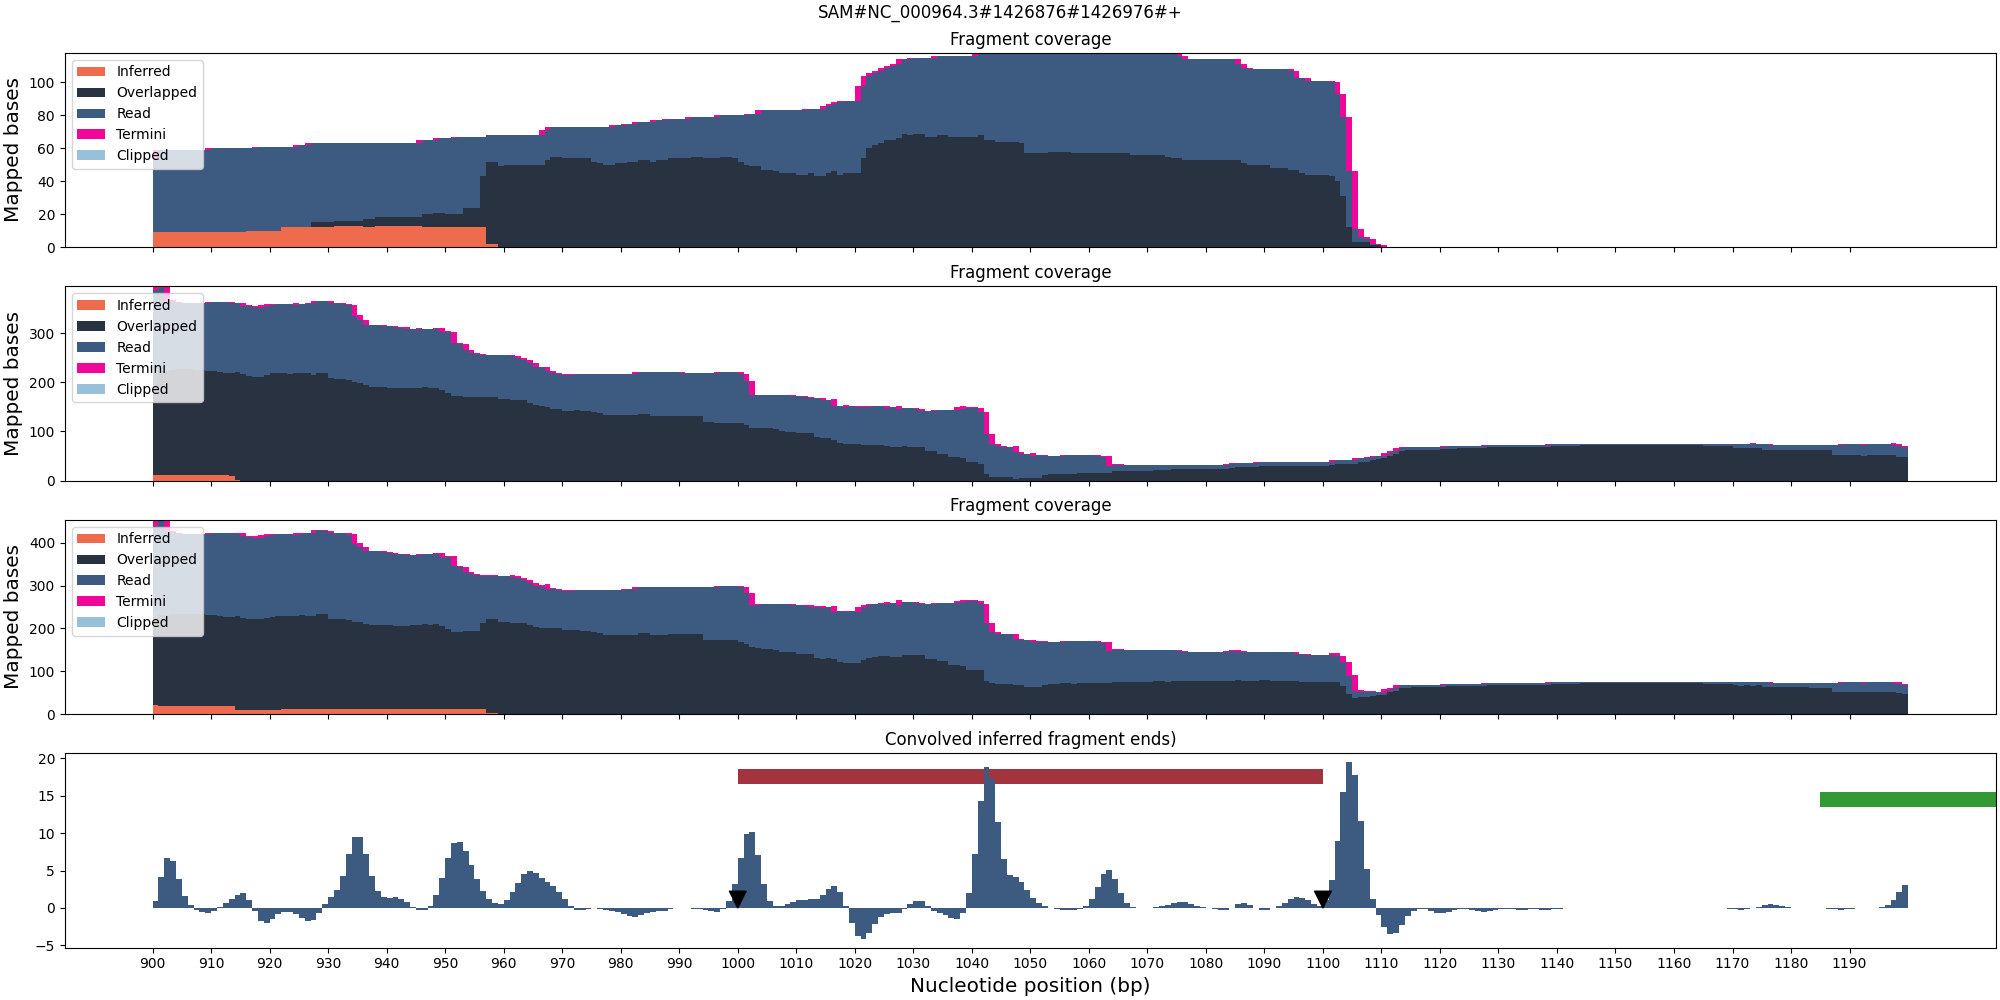 SAM#NC_000964.3#1426876#1426976#+
Fragment coverage
Mapped bases
100
80
60
40
20
0
Inferred
Overlapped
Read
Termini
Clipped
Fragment coverage
Mapped bases
300
200
100
0
Inferred
Overlapped
Read
Termini
Clipped
Fragment coverage
Mapped bases
400
300
200
100
0
Inferred
Overlapped
Read
Termini
Clipped
Convolved inferred fragment ends)
20
15
10
5
0
−5
900 910 920 930 940 950 960 970 980 990 1000 1010 1020 1030 1040 1050 1060 1070 1080 1090 1100 1110 1120 1130 1140 1150 1160 1170 1180 1190
Nucleotide position (bp)